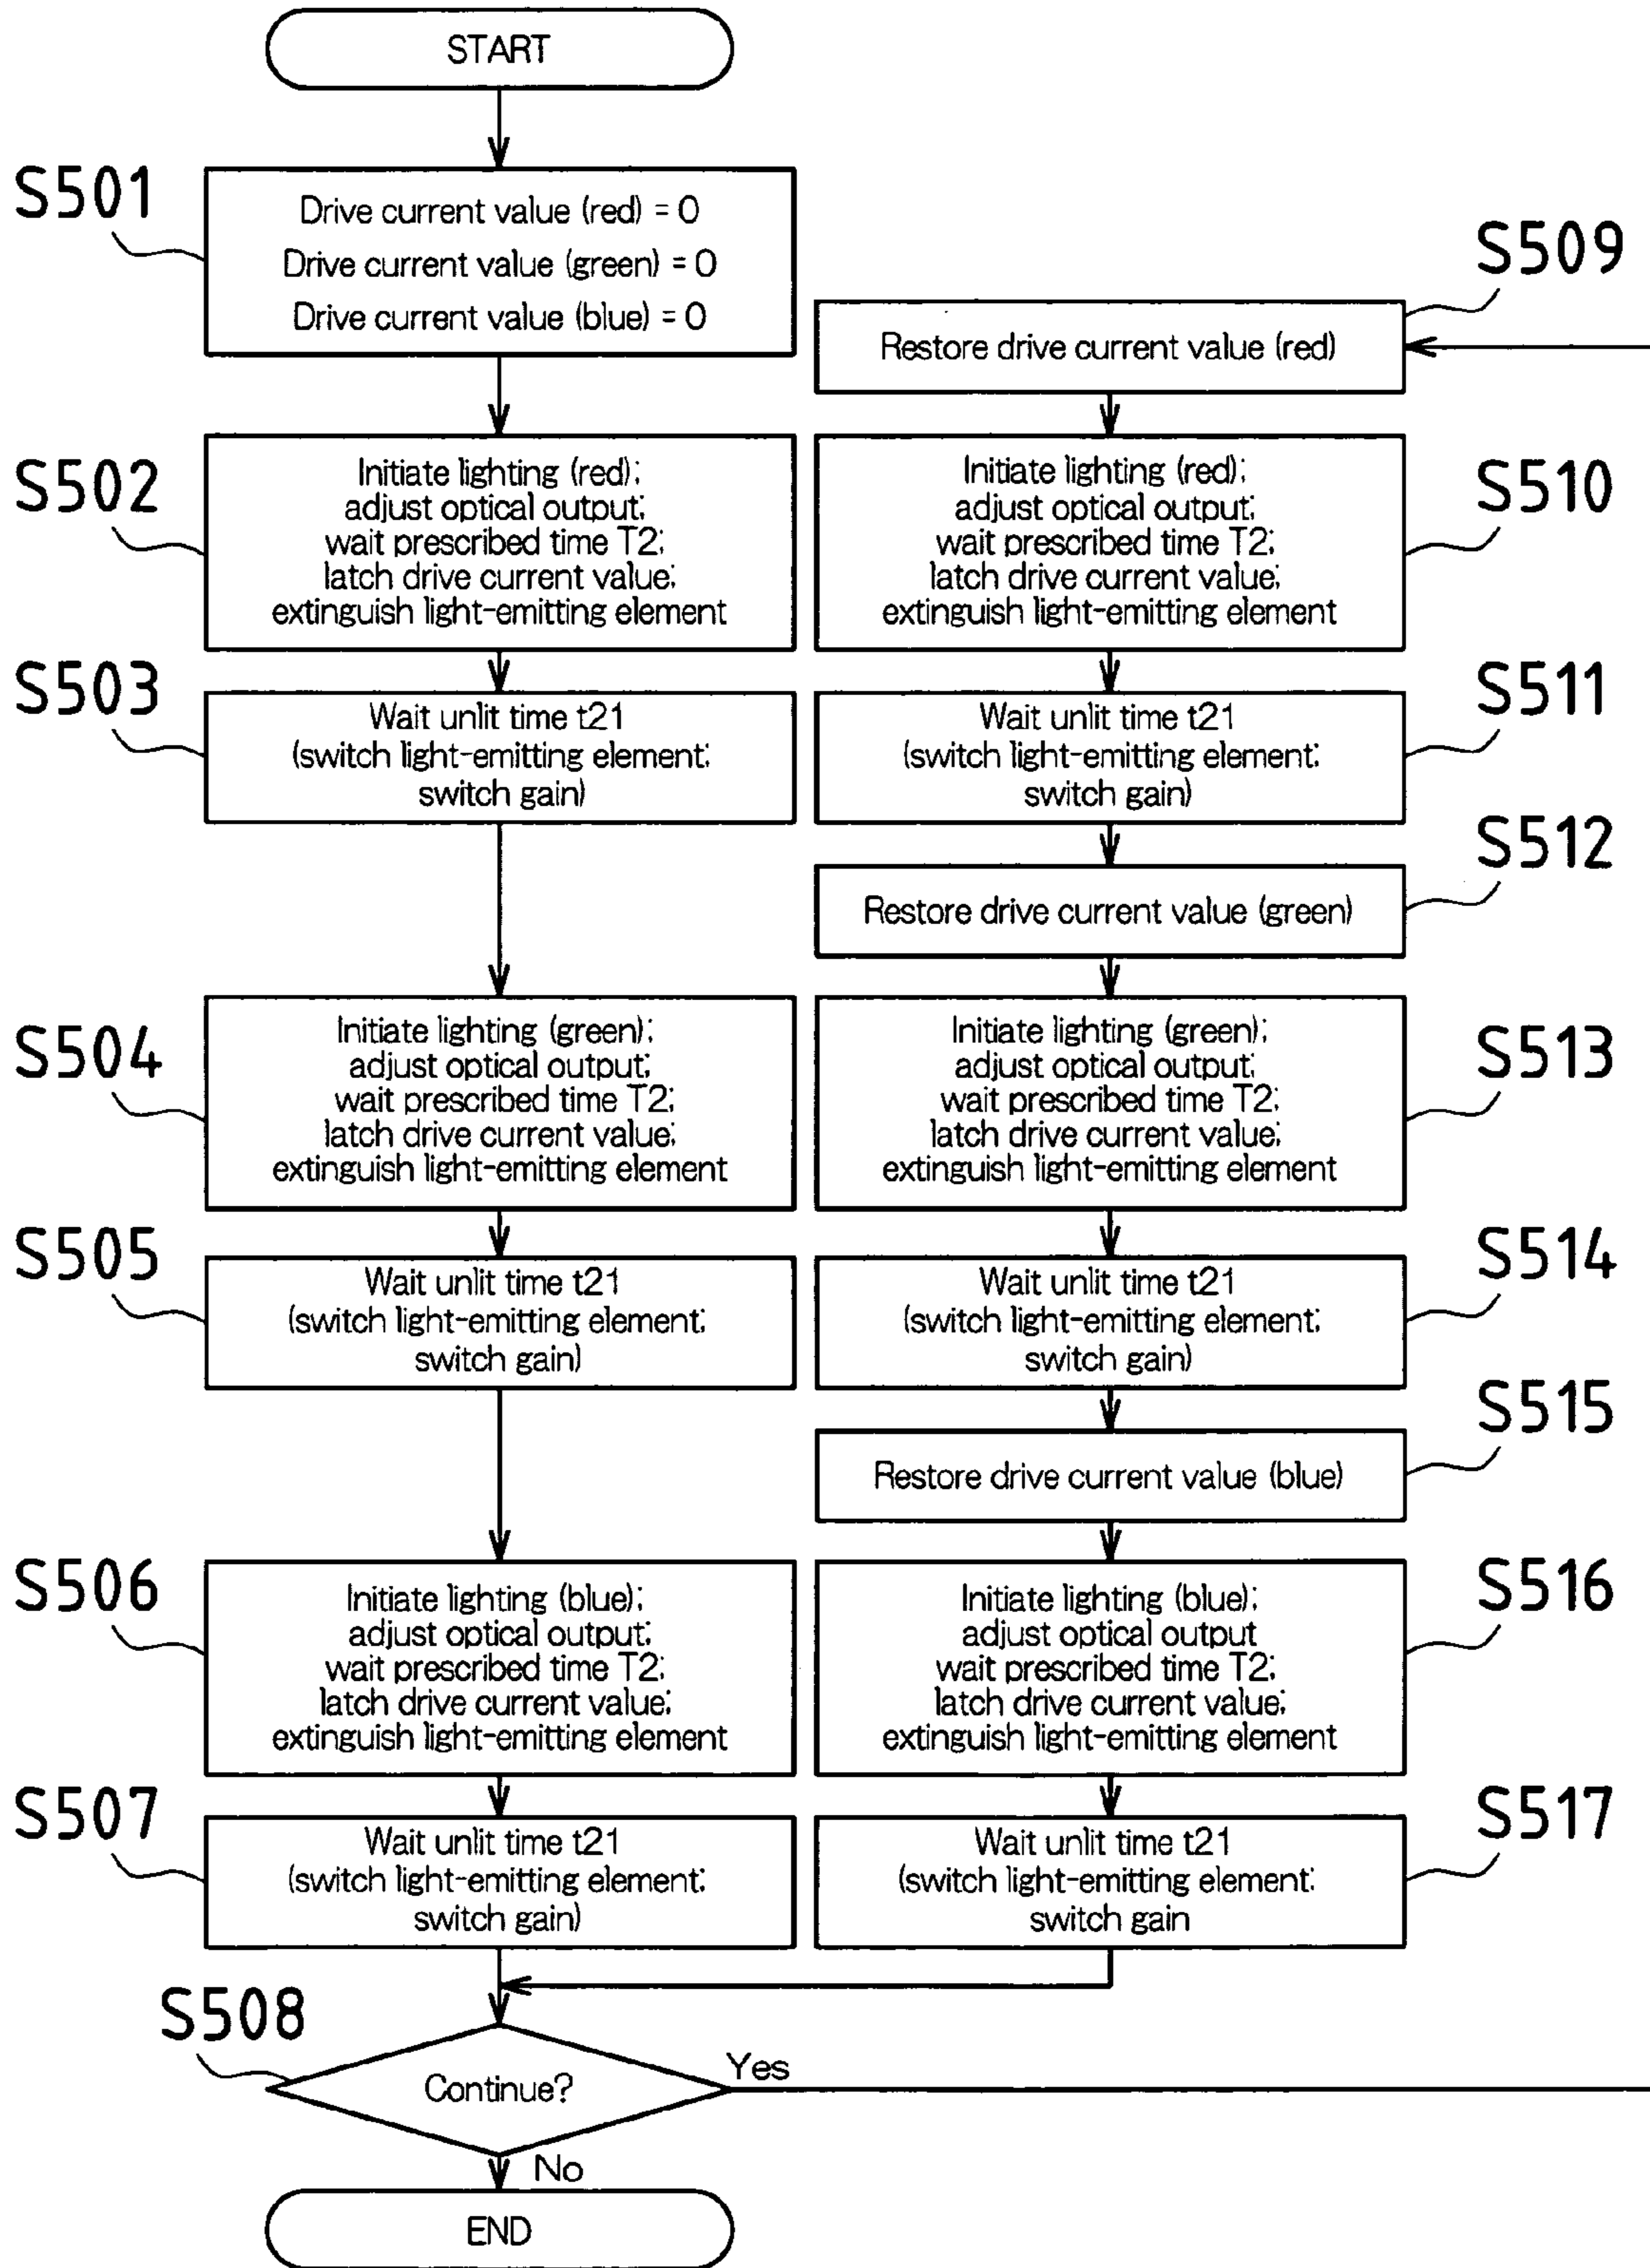 START
S501
Drive current value (red) = 0
Drive current value (green) = 0
Drive current value (blue) = 0
S502
Initiate lighting (red);
adjust optical output;
wait prescribed time T2;
latch drive current value;
extinguish light-emitting element
S503
Wait unlit time t21
(switch light-emitting element;
switch gain)
S504
Initiate lighting (green);
adjust optical output;
wait prescribed time T2;
latch drive current value;
extinguish light-emitting element
S505
Wait unlit time t21
(switch light-emitting element;
switch gain)
S506
Initiate lighting (blue);
adjust optical output;
wait prescribed time T2;
latch drive current value;
extinguish light-emitting element
S507
Wait unlit time t21
(switch light-emitting element;
switch gain)
S508
Continue?
Yes
No
END
S509
Restore drive current value (red)
S510
Initiate lighting (red);
adjust optical output;
wait prescribed time T2;
latch drive current value;
extinguish light-emitting element
S511
Wait unlit time t21
(switch light-emitting element;
switch gain)
S512
Restore drive current value (green)
S513
Initiate lighting (green);
adjust optical output;
wait prescribed time T2;
latch drive current value;
extinguish light-emitting element
S514
Wait unlit time t21
(switch light-emitting element;
switch gain)
S515
Restore drive current value (blue)
S516
Initiate lighting (blue);
adjust optical output
wait prescribed time T2;
latch drive current value;
extinguish light-emitting element
S517
Wait unlit time t21
(switch light-emitting element;
switch gain